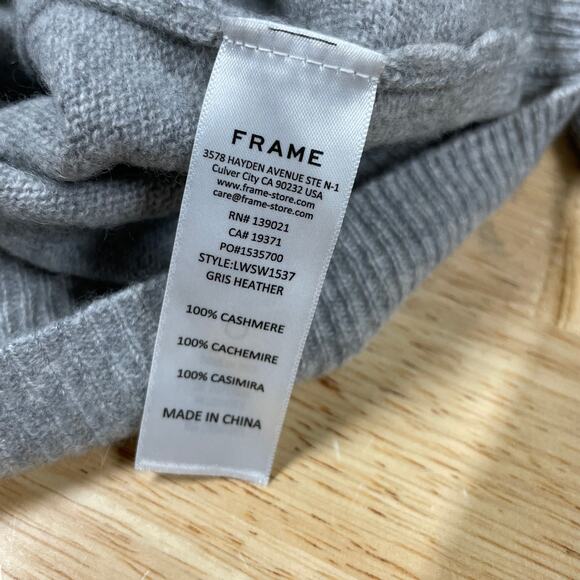 FRAME
3578 HAYDEN AVENUE STE N-1
Culver City CA 90232 USA
www.frame-store.com
care@frame-store.com
RN# 139021
CA# 19371
PO#1535700
STYLE:LWSW1537
GRIS HEATHER
100% CASHMERE
100% CACHEMIRE
100% CASIMIRA
MADE IN CHINA